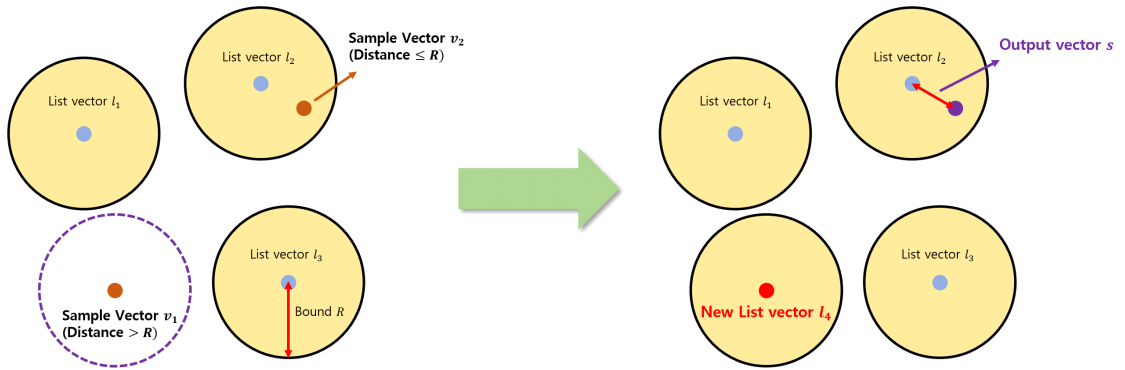 List vector l₁
List vector l₂
Sample Vector v₂
(Distance ≤ R)
List vector l₃
Bound R
Sample Vector v₁
(Distance > R)
List vector l₁
List vector l₂
Output vector s
List vector l₃
New List vector l₄